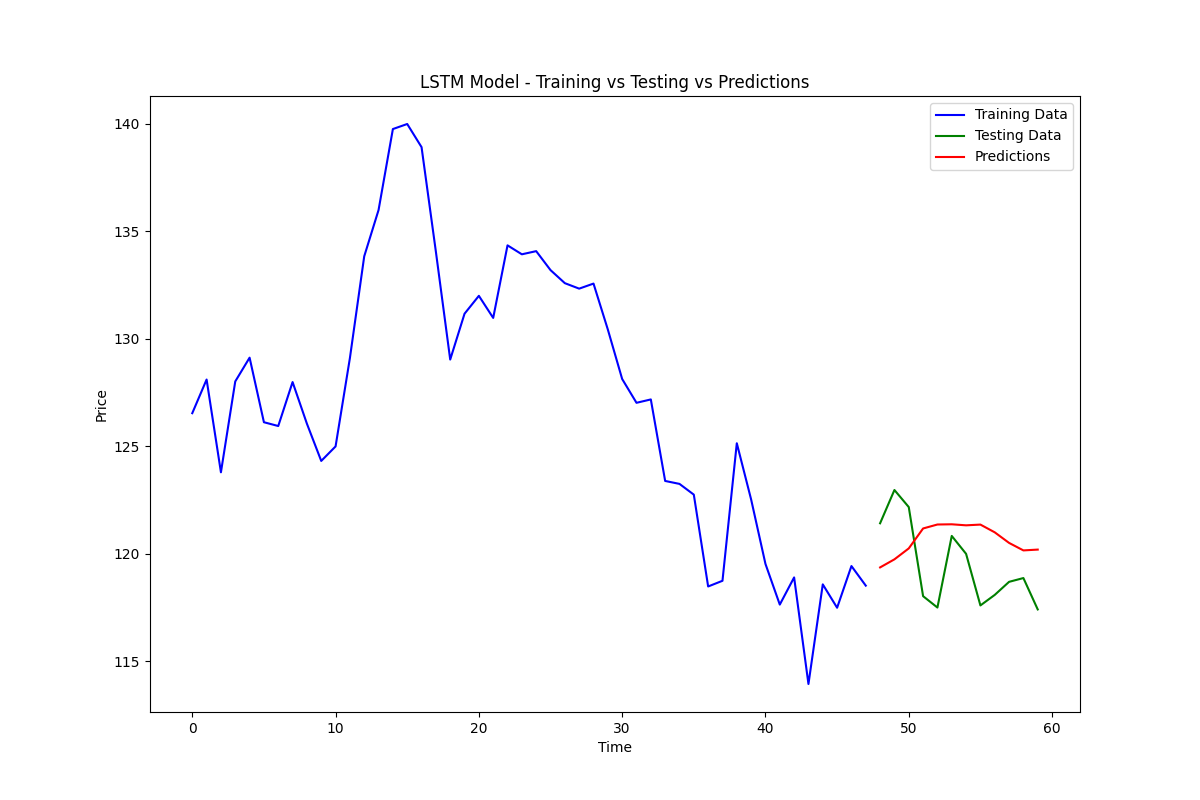 LSTM Model - Training vs Testing vs Predictions
Training Data
Testing Data
Predictions
140
135
130
125
120
115
Price
0 10 20 30 40 50 60
Time